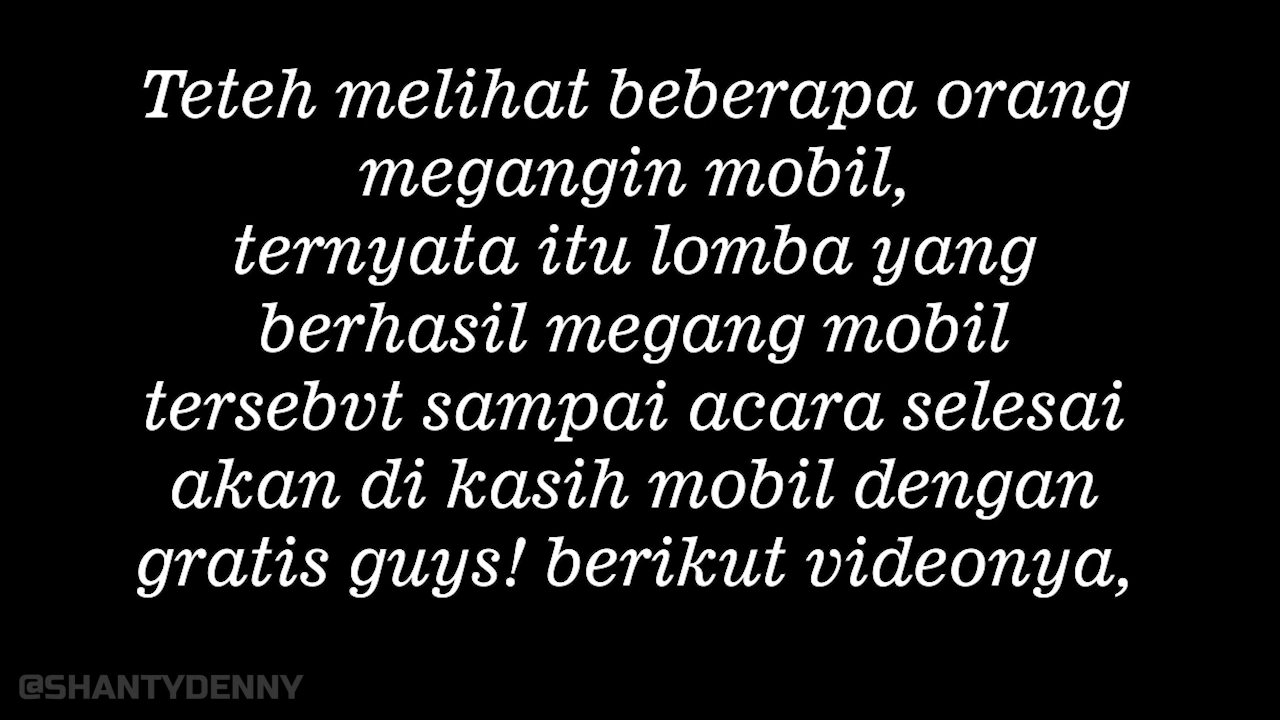 Teteh melihat beberapa orang
megangin mobil,
ternyata itu lomba yang
berhasil megang mobil
tersebvt sampai acara selesai
akan di kasih mobil dengan
gratis guys! berikut videonya,
@SHANTYDENNY